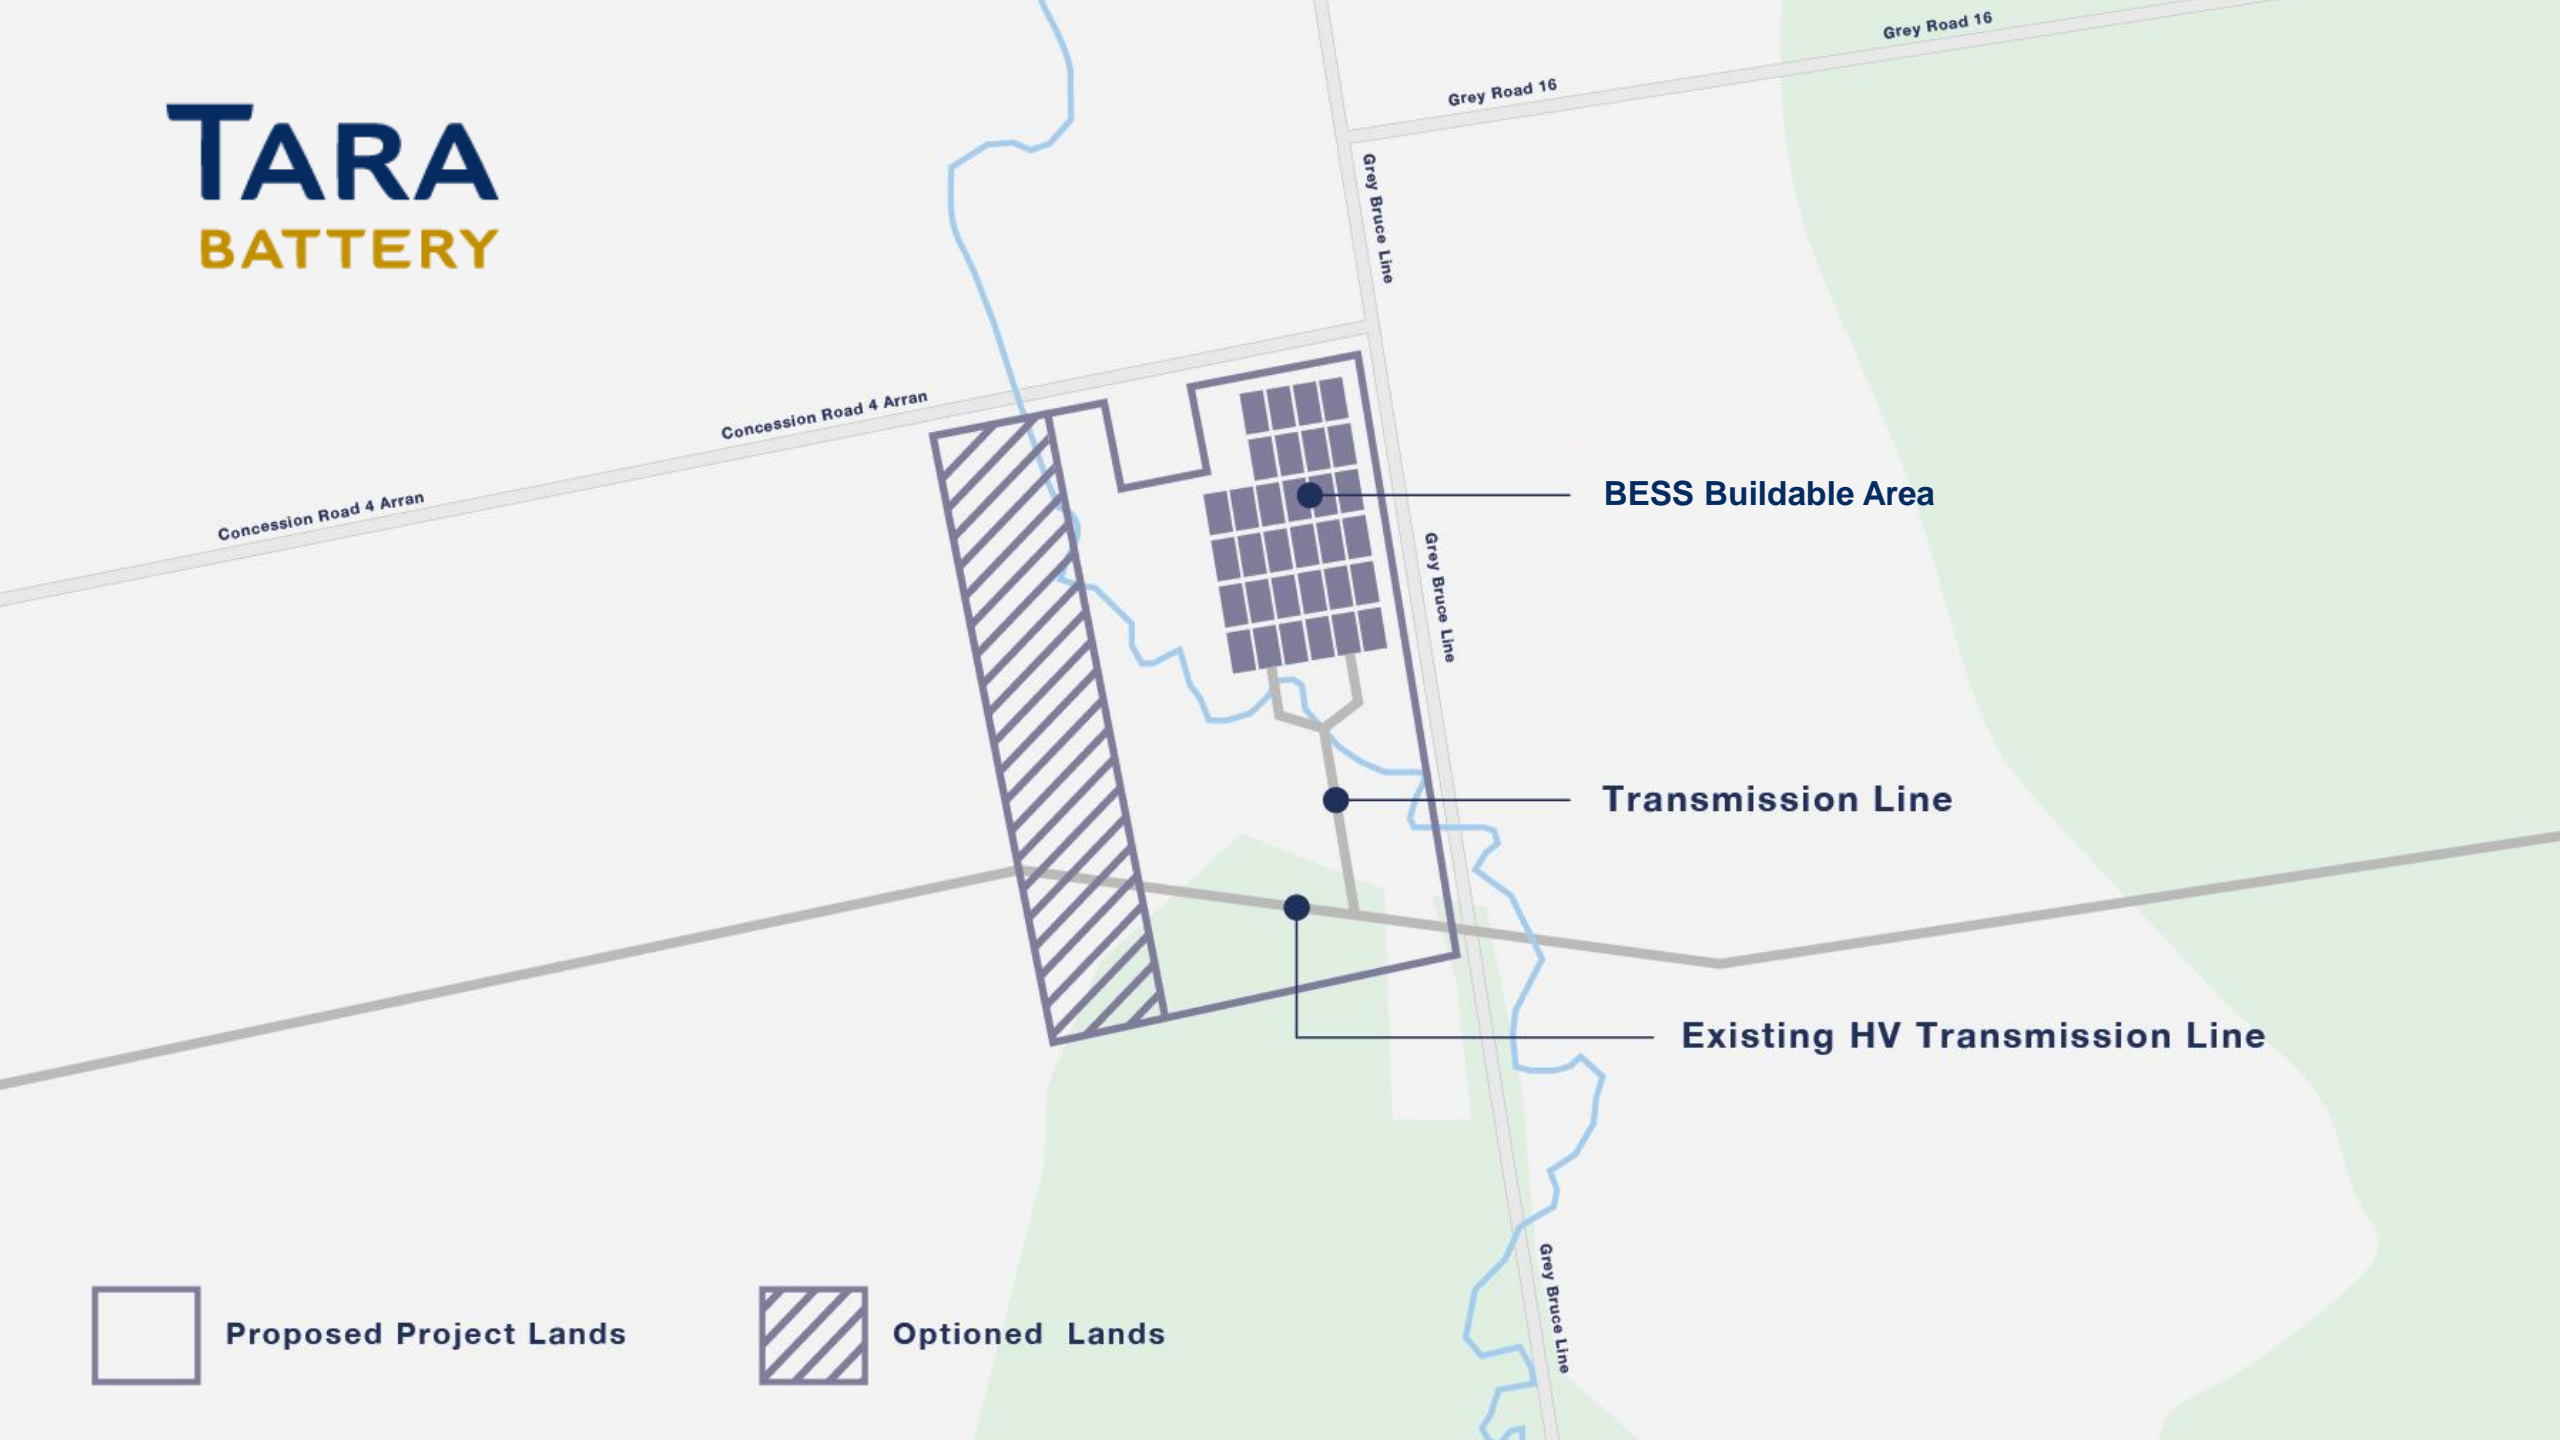 Grey Road 16
Grey Road 16
TARA
BATTERY
Grey Bruce Line
Concession Road 4 Arran
Concession Road 4 Arran
BESS Buildable Area
Grey Bruce Line
Transmission Line
Existing HV Transmission Line
Grey Bruce Line
Proposed Project Lands
Optioned Lands